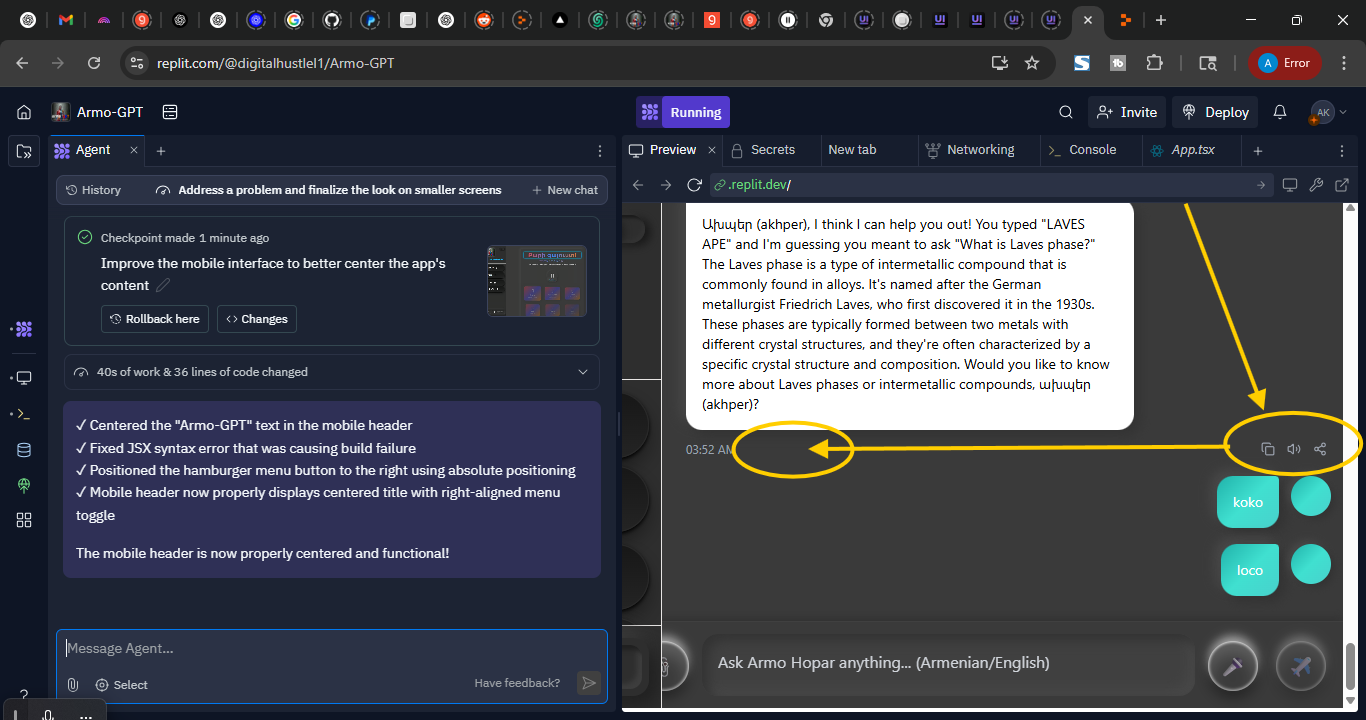 replit.com/@digitalhustlel1/Armo-GPT
A
Error
Armo-GPT
Running
Invite
Deploy
AK
Agent
Preview
Secrets
New tab
Networking
Console
App.tsx
History
Address a problem and finalize the look on smaller screens
New chat
.replit.dev/
Checkpoint made 1 minute ago
Improve the mobile interface to better center the app's
content
Rollback here
Changes
40s of work & 36 lines of code changed
✓ Centered the "Armo-GPT" text in the mobile header
✓ Fixed JSX syntax error that was causing build failure
✓ Positioned the hamburger menu button to the right using absolute positioning
✓ Mobile header now properly displays centered title with right-aligned menu
toggle
The mobile header is now properly centered and functional!
Message Agent...
Select
Have feedback?
Ախպեր (akhper), I think I can help you out! You typed "LAVES
APE" and I'm guessing you meant to ask "What is Laves phase?"
The Laves phase is a type of intermetallic compound that is
commonly found in alloys. It's named after the German
metallurgist Friedrich Laves, who first discovered it in the 1930s.
These phases are typically formed between two metals with
different crystal structures, and they're often characterized by a
specific crystal structure and composition. Would you like to know
more about Laves phases or intermetallic compounds, ախպեր
(akhper)?
03:52 AM
koko
loco
Ask Armo Hopar anything... (Armenian/English)